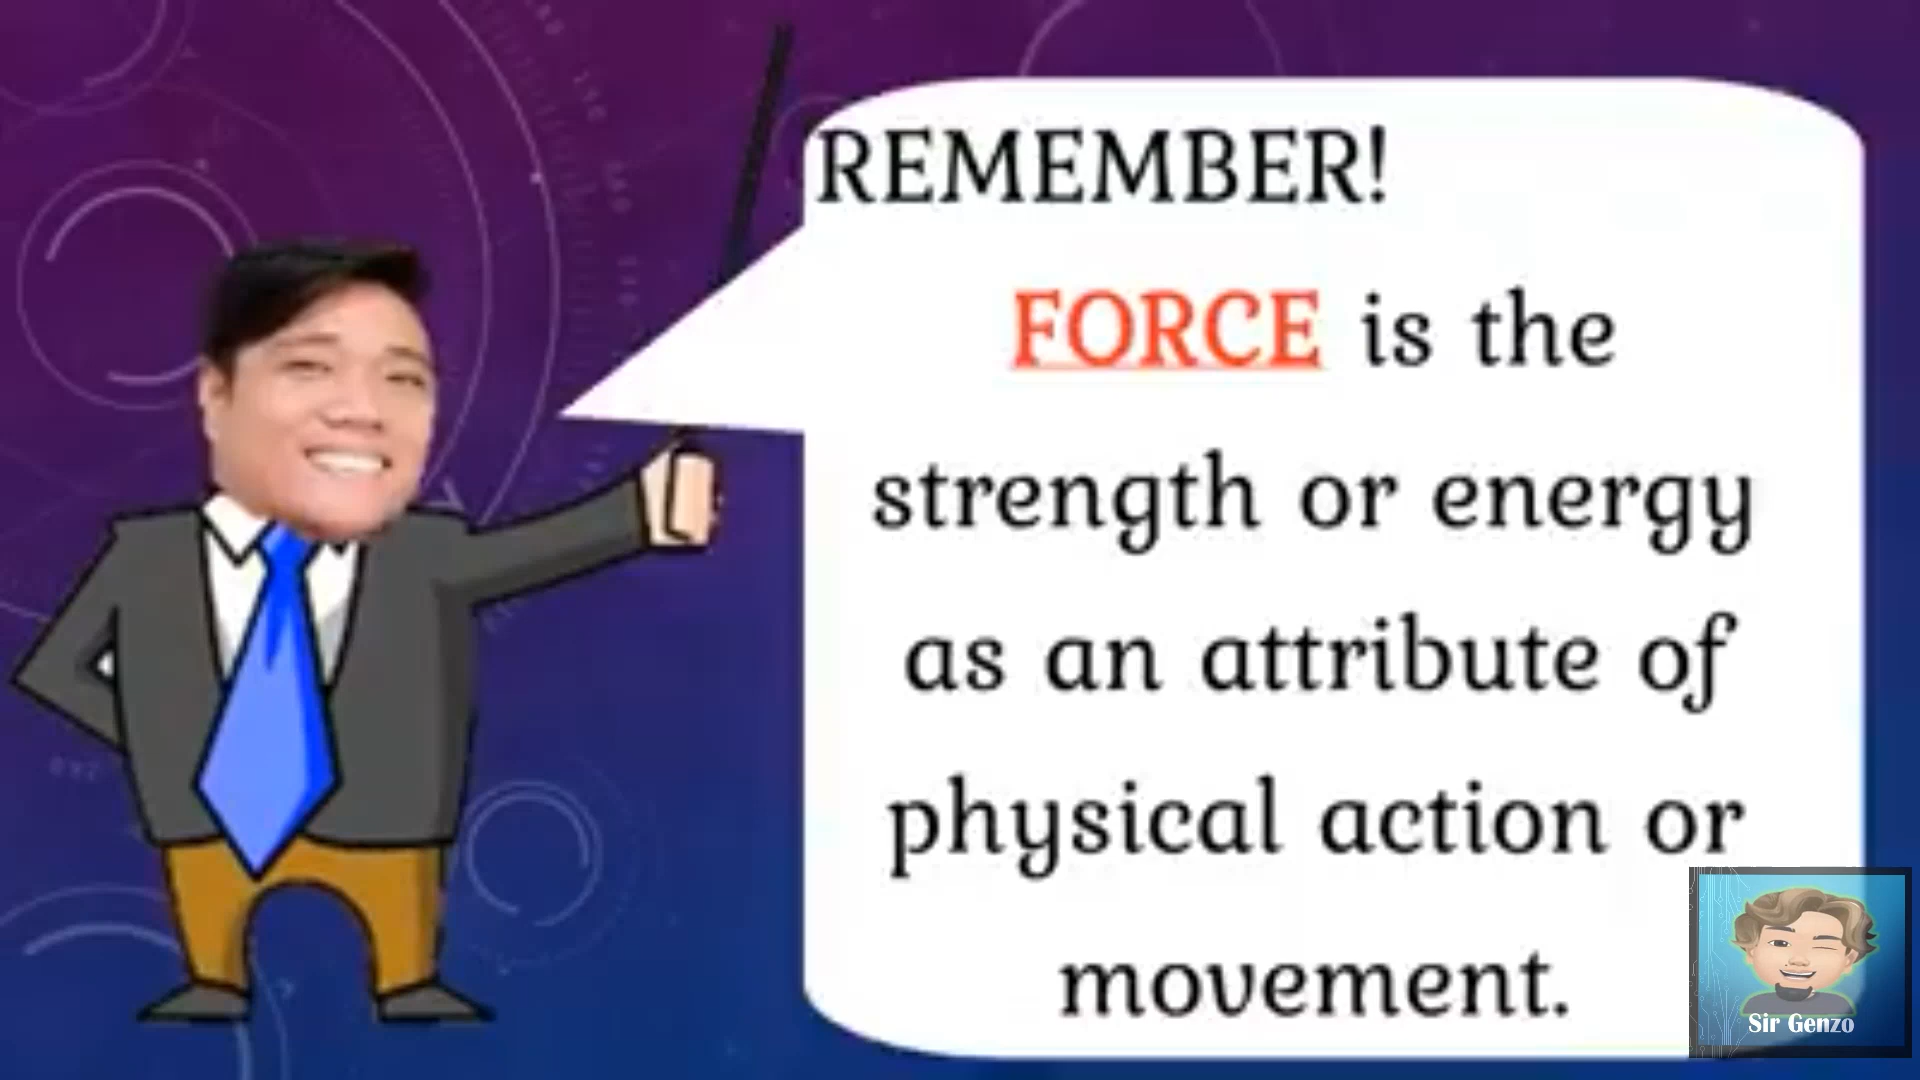 REMEMBER!
FORCE is the
strength or energy
as an attribute of
physical action or
movement.
Sir Genzo